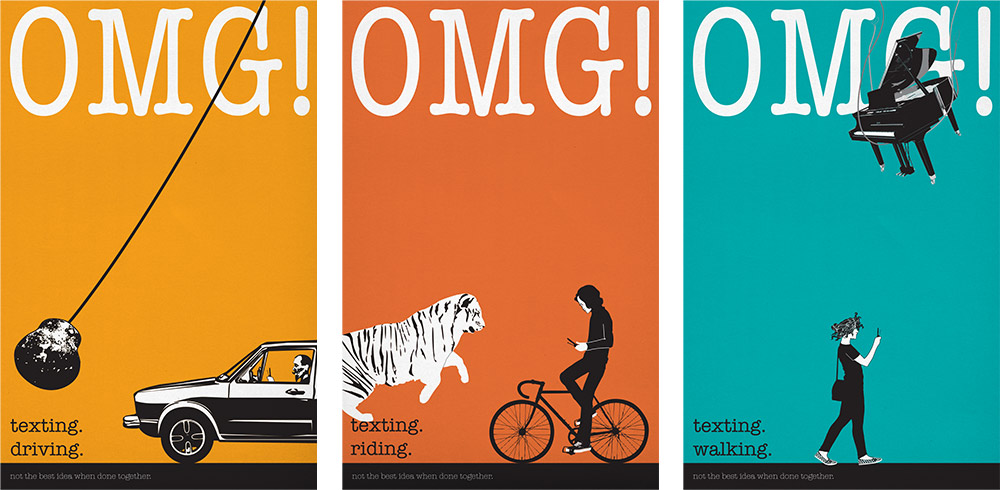 OMG!
texting.
driving.
not the best idea when done together.
OMG!
texting.
riding.
not the best idea when done together.
OMG!
texting.
walking.
not the best idea when done together.